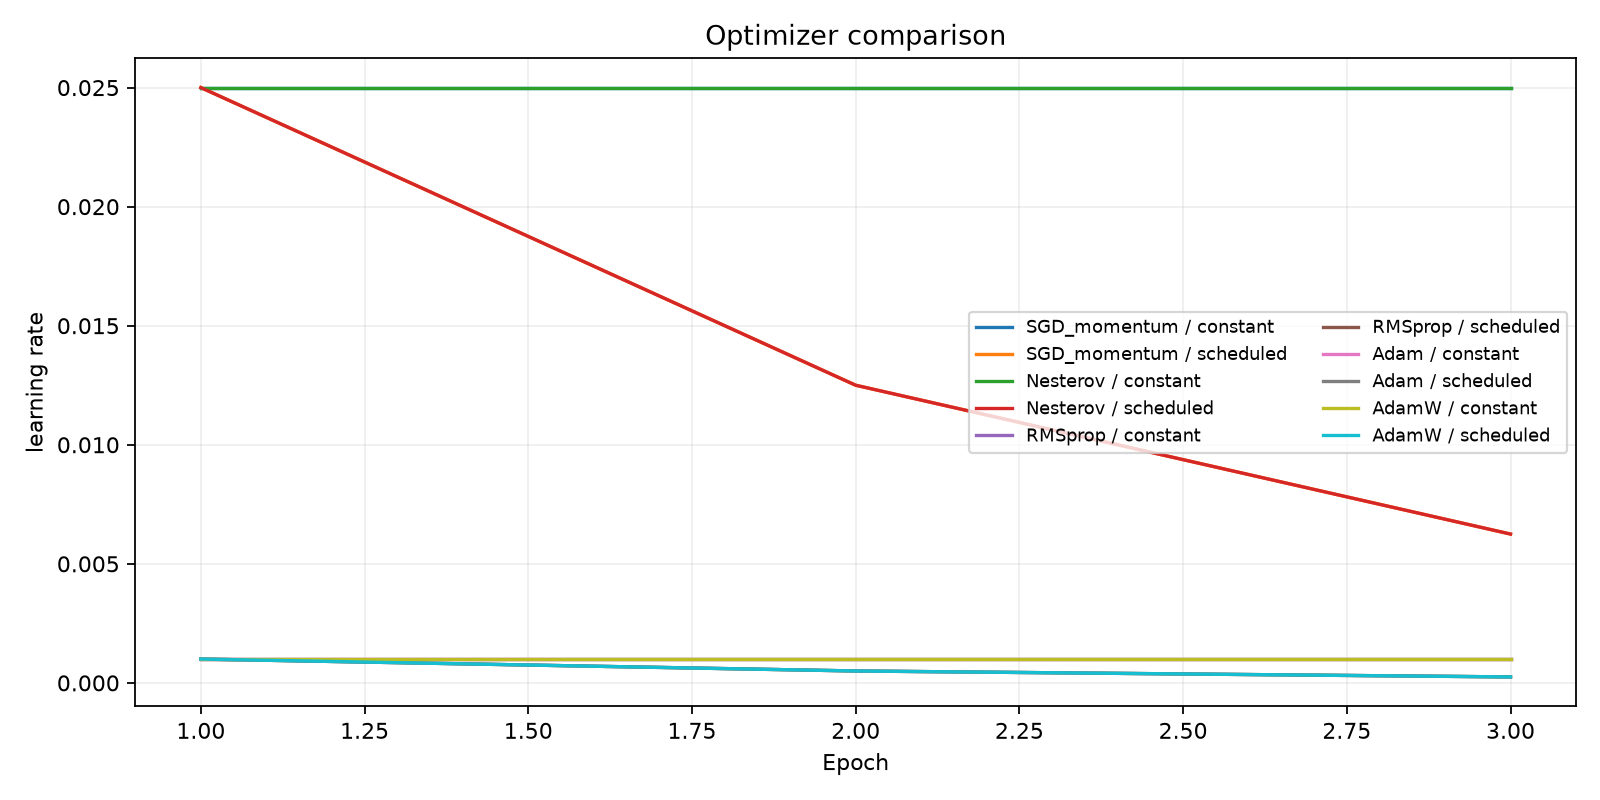 Optimizer comparison
0.025
0.020
0.015
0.010
0.005
0.000
learning rate
SGD_momentum / constant
SGD_momentum / scheduled
Nesterov / constant
Nesterov / scheduled
RMSprop / constant
RMSprop / scheduled
Adam / constant
Adam / scheduled
AdamW / constant
AdamW / scheduled
1.00 1.25 1.50 1.75 2.00 2.25 2.50 2.75 3.00
Epoch